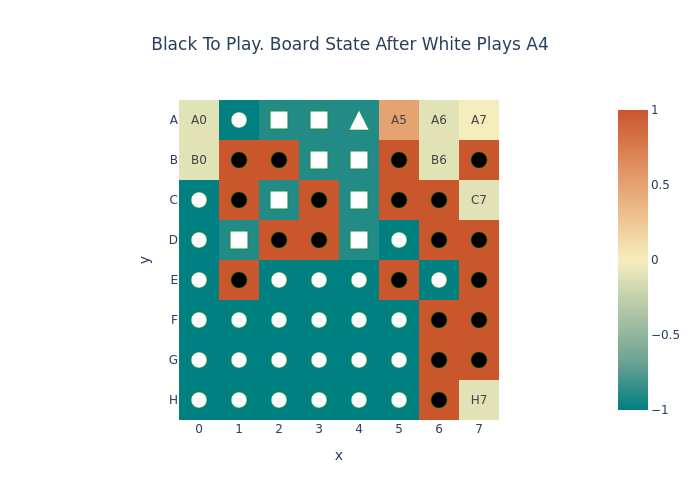 Black To Play. Board State After White Plays A4
A A0 A5 A6 A7 1
B B0 B6
0.5
C C7
D
y 0
E
F −0.5
G
H H7 −1
0 1 2 3 4 5 6 7
x